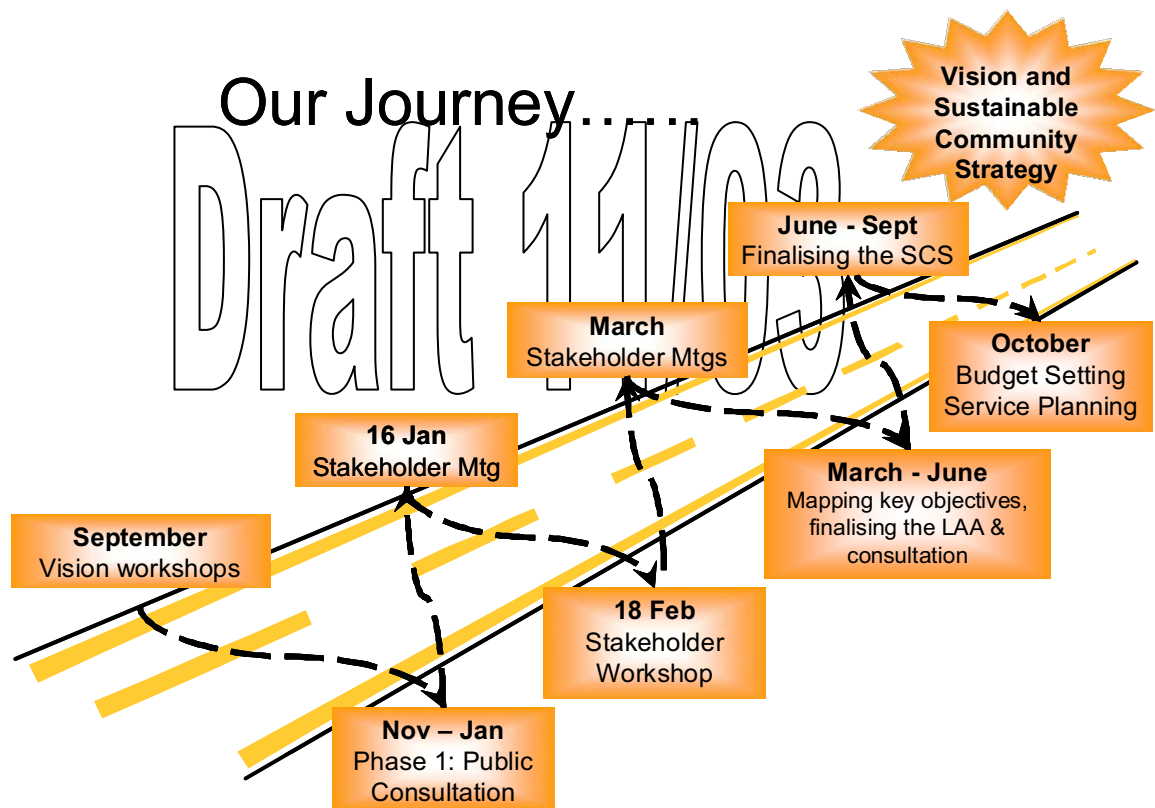 Our Journey......
Draft 11/03
Vision and
Sustainable
Community
Strategy
June - Sept
Finalising the SCS
March
Stakeholder Mtgs
October
Budget Setting
Service Planning
16 Jan
Stakeholder Mtg
March - June
Mapping key objectives,
finalising the LAA &
consultation
September
Vision workshops
18 Feb
Stakeholder
Workshop
Nov – Jan
Phase 1: Public
Consultation